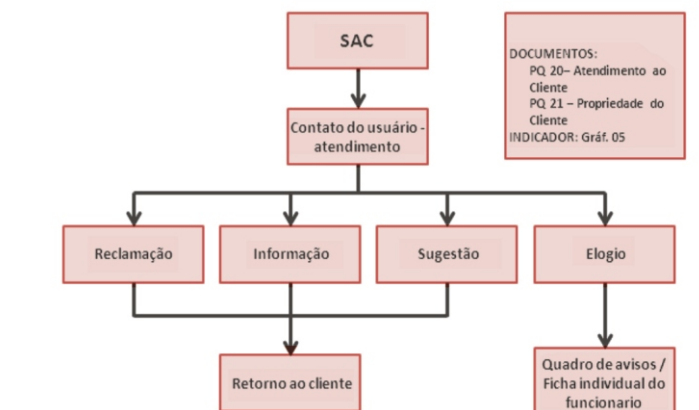 SAC
DOCUMENTOS:
PQ 20– Atendimento ao
Cliente
PQ 21 – Propriedade do
Cliente
INDICADOR: Gráf. 05
Contato do usuário -
atendimento
Reclamação
Informação
Sugestão
Elogio
Retorno ao cliente
Quadro de avisos /
Ficha individual do
funcionario